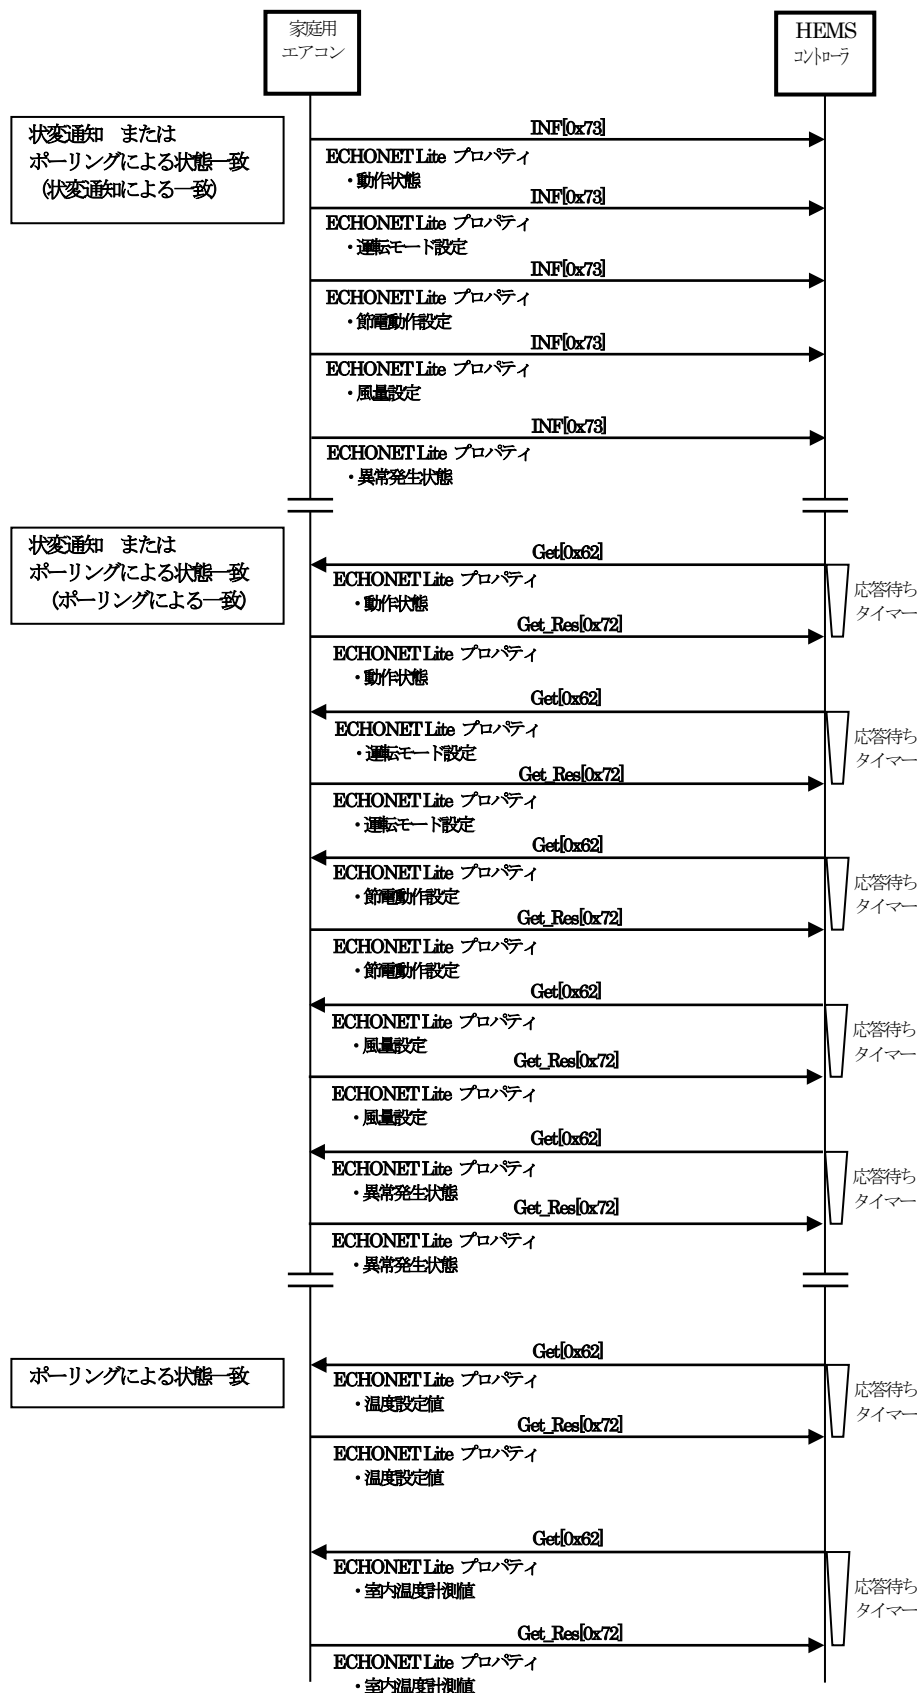 家庭用
エアコン
HEMS
コントローラ
状変通知　または
ポーリングによる状態一致
（状変通知による一致）
INF[0x73]
ECHONET Lite プロパティ
・動作状態
INF[0x73]
ECHONET Lite プロパティ
・運転モード設定
INF[0x73]
ECHONET Lite プロパティ
・節電動作設定
INF[0x73]
ECHONET Lite プロパティ
・風量設定
INF[0x73]
ECHONET Lite プロパティ
・異常発生状態
状変通知　または
ポーリングによる状態一致
（ポーリングによる一致）
Get[0x62]
ECHONET Lite プロパティ
・動作状態
応答待ち
タイマー
Get_Res[0x72]
ECHONET Lite プロパティ
・動作状態
Get[0x62]
ECHONET Lite プロパティ
・運転モード設定
応答待ち
タイマー
Get_Res[0x72]
ECHONET Lite プロパティ
・運転モード設定
Get[0x62]
ECHONET Lite プロパティ
・節電動作設定
応答待ち
タイマー
Get_Res[0x72]
ECHONET Lite プロパティ
・節電動作設定
Get[0x62]
ECHONET Lite プロパティ
・風量設定
応答待ち
タイマー
Get_Res[0x72]
ECHONET Lite プロパティ
・風量設定
Get[0x62]
ECHONET Lite プロパティ
・異常発生状態
応答待ち
タイマー
Get_Res[0x72]
ECHONET Lite プロパティ
・異常発生状態
ポーリングによる状態一致
Get[0x62]
ECHONET Lite プロパティ
・温度設定値
応答待ち
タイマー
Get_Res[0x72]
ECHONET Lite プロパティ
・温度設定値
Get[0x62]
ECHONET Lite プロパティ
・室内温度計測値
応答待ち
タイマー
Get_Res[0x72]
ECHONET Lite プロパティ
・室内温度計測値